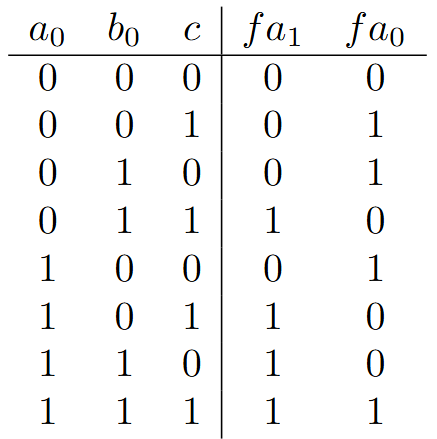 a₀ b₀ c fa₁ fa₀
0 0 0 0 0
0 0 1 0 1
0 1 0 0 1
0 1 1 1 0
1 0 0 0 1
1 0 1 1 0
1 1 0 1 0
1 1 1 1 1